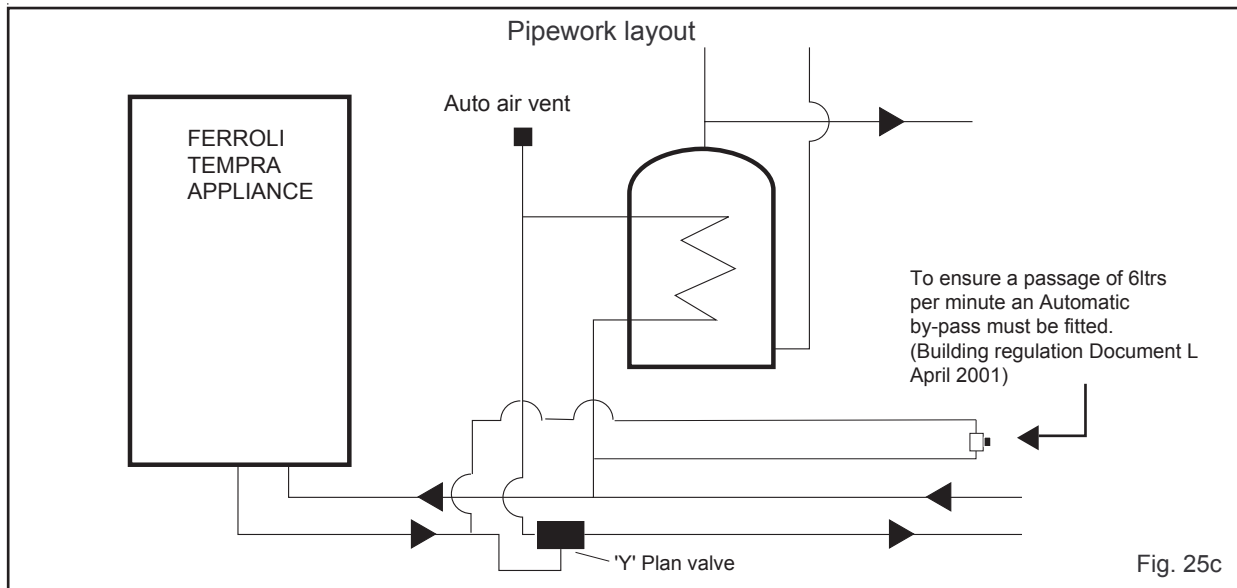 Pipework layout
FERROLI
TEMPRA
APPLIANCE
Auto air vent
To ensure a passage of 6ltrs
per minute an Automatic
by-pass must be fitted.
(Building regulation Document L
April 2001)
'Y' Plan valve
Fig. 25c